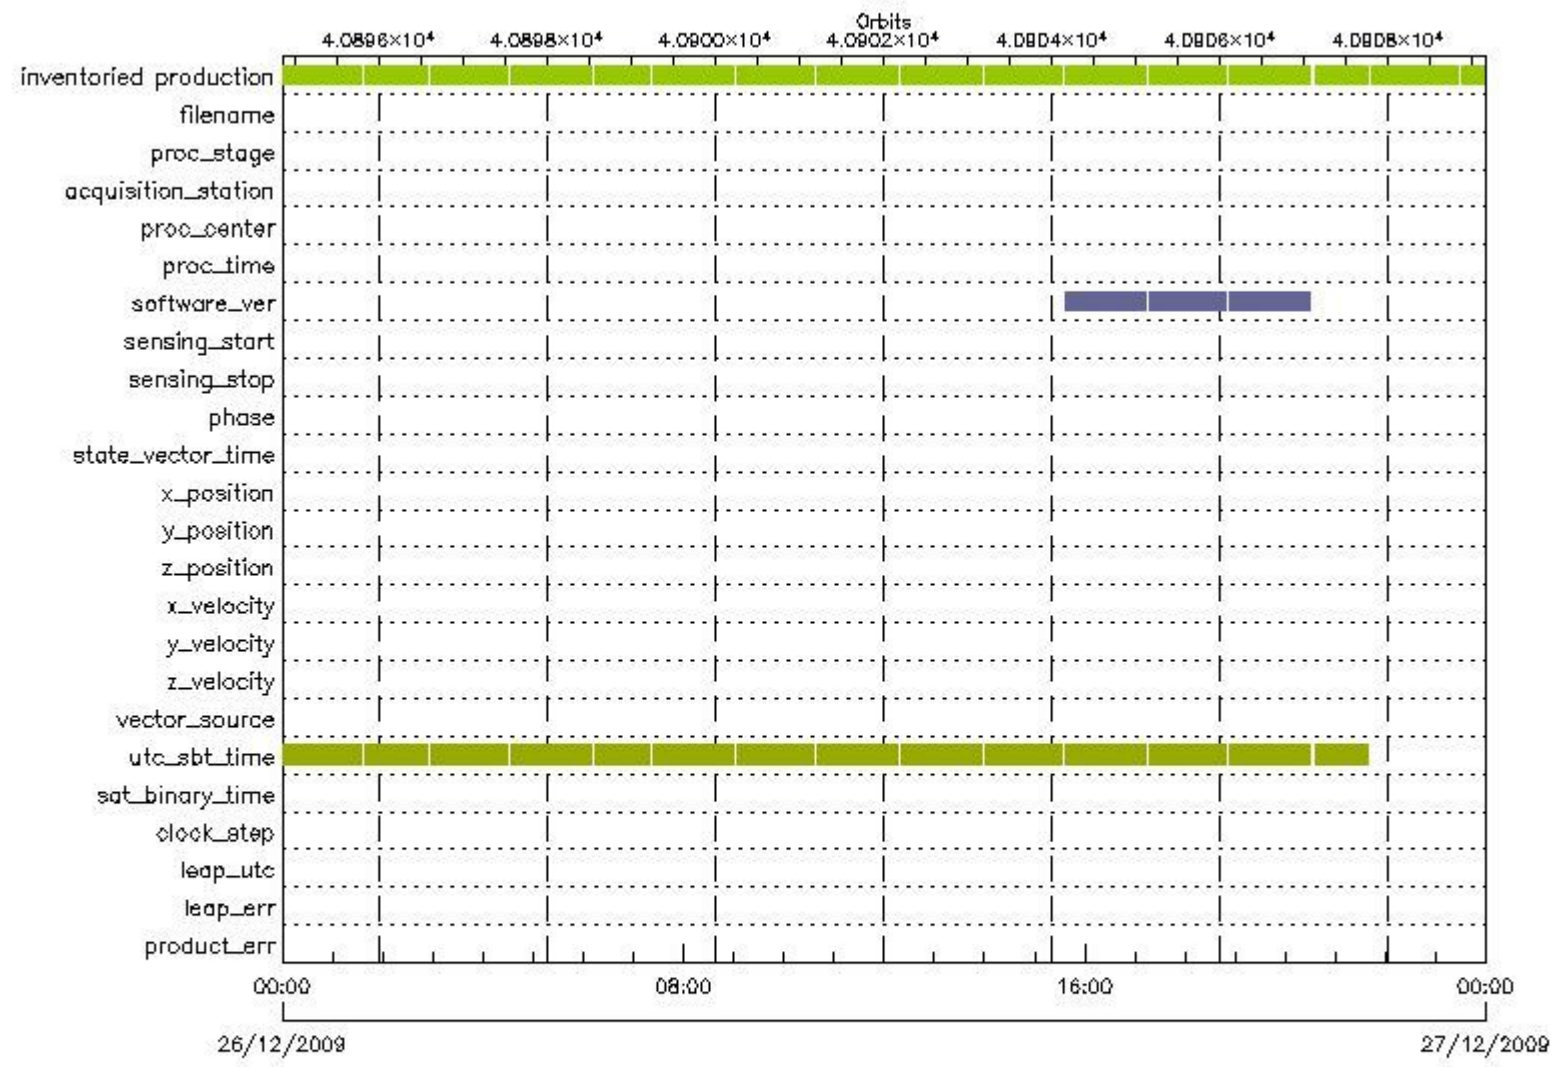 Orbits
4.0896×10⁴ 4.0898×10⁴ 4.0900×10⁴ 4.0902×10⁴ 4.0904×10⁴ 4.0906×10⁴ 4.0908×10⁴
inventoried production
filename
proc_stage
acquisition_station
proc_center
proc_time
software_ver
sensing_start
sensing_stop
phase
state_vector_time
x_position
y_position
z_position
x_velocity
y_velocity
z_velocity
vector_source
utc_sbt_time
sat_binary_time
clock_step
leap_utc
leap_err
product_err
00:00 08:00 16:00 00:00
26/12/2009 27/12/2009